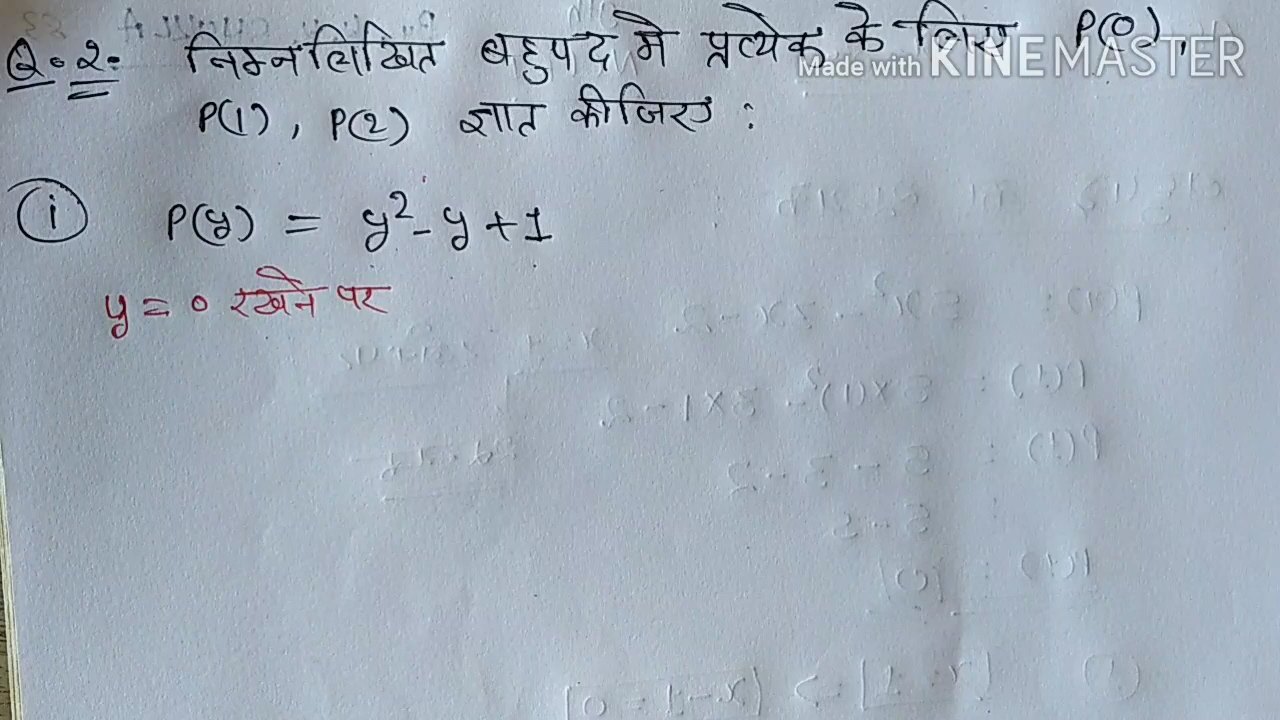 Q. 2. निम्नलिखित बहुपद मे प्रत्येक के लिए P(0),
Made with KINEMASTER
P(1), P(2) ज्ञात कीजिए :
(i) P(y) = y² - y + 1
y = 0 रखने पर